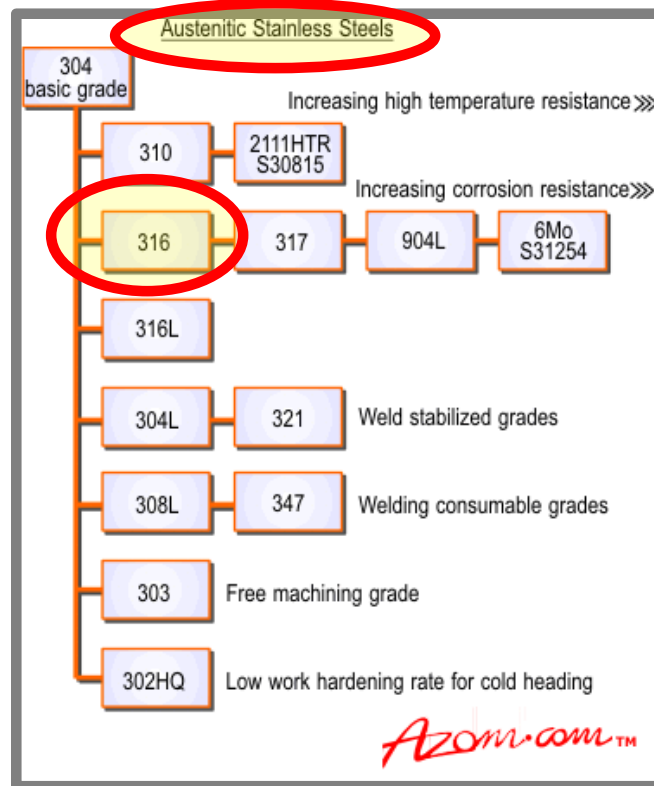 Austenitic Stainless Steels
304
basic grade
Increasing high temperature resistance >>>
310
2111HTR
S30815
Increasing corrosion resistance>>>
316
317
904L
6Mo
S31254
316L
304L
321
Weld stabilized grades
308L
347
Welding consumable grades
303
Free machining grade
302HQ
Low work hardening rate for cold heading
Azom.com TM